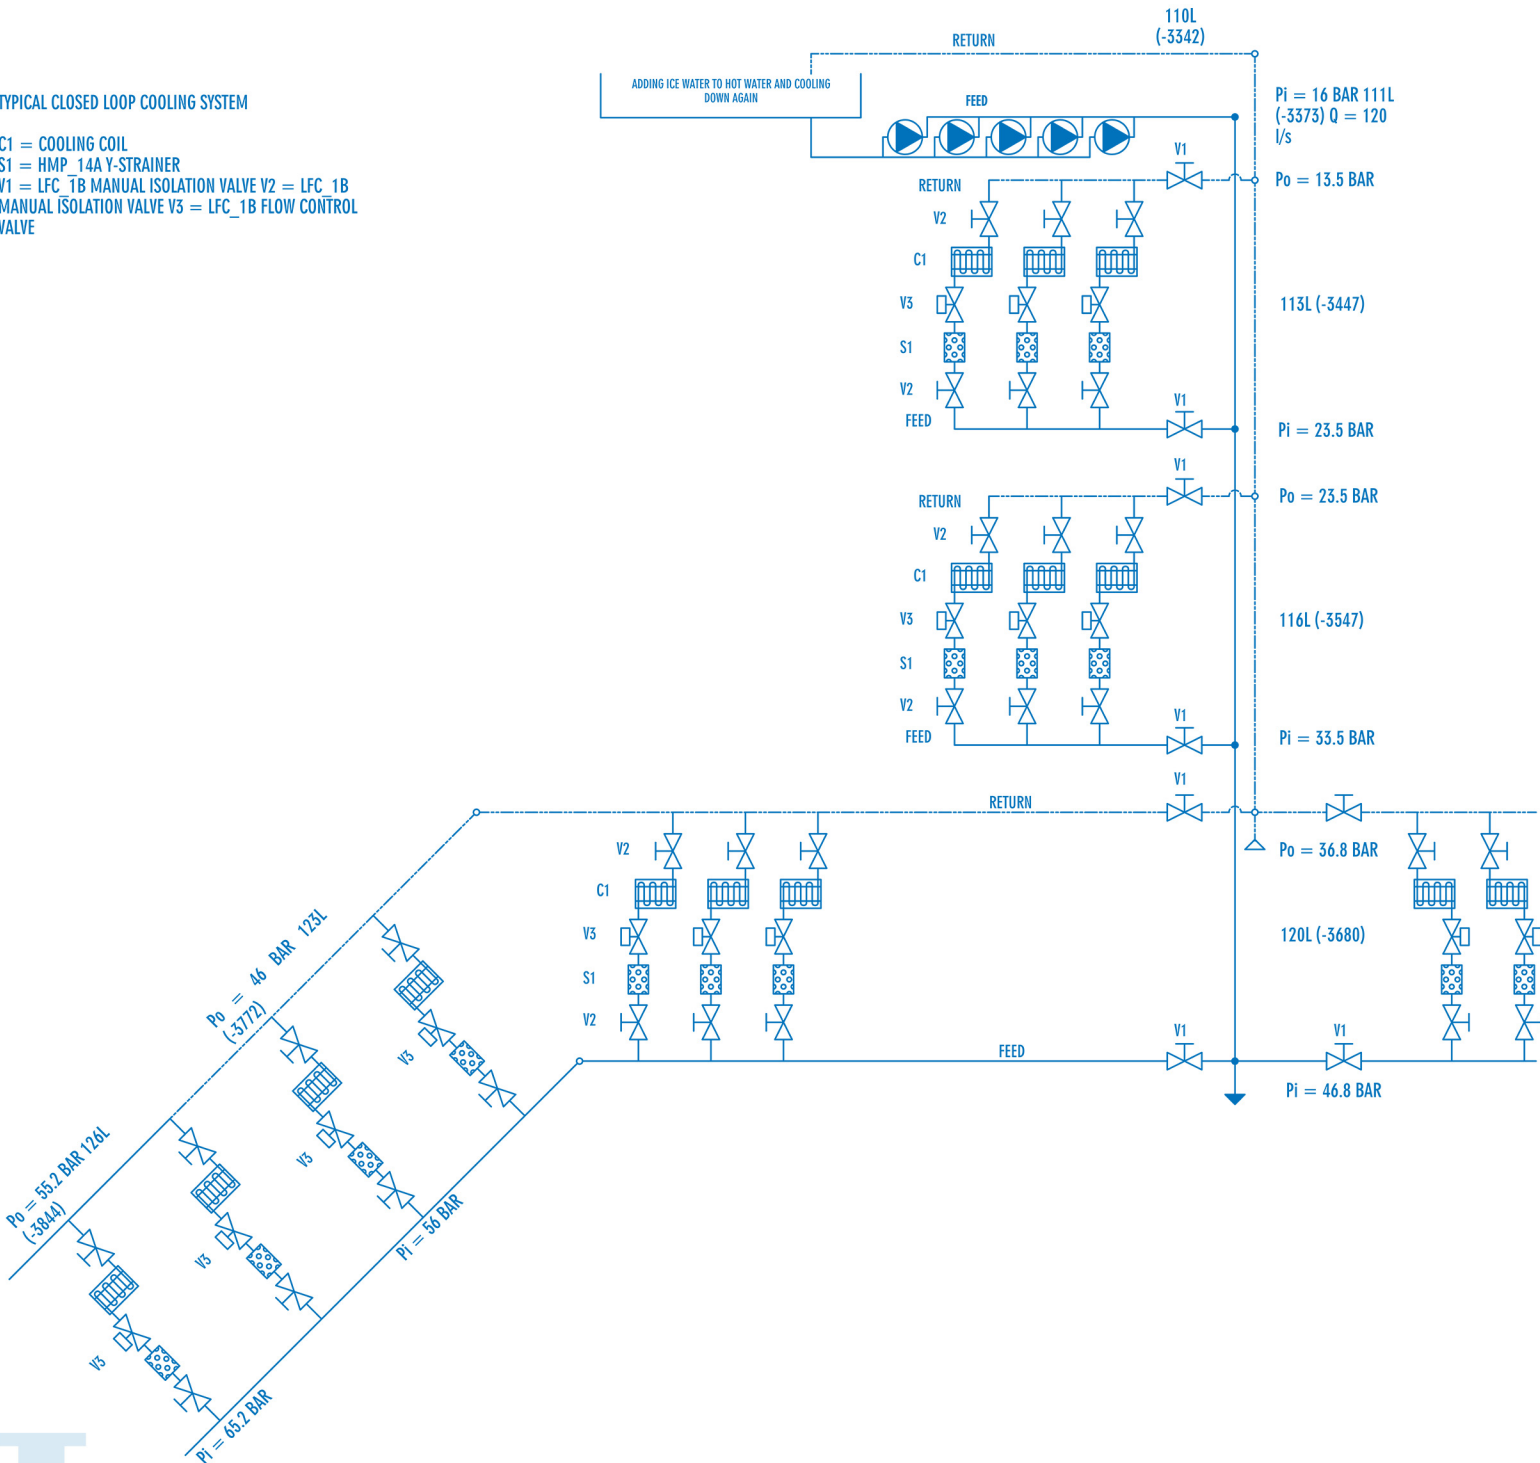 110L
(-3342)
RETURN
ADDING ICE WATER TO HOT WATER AND COOLING
DOWN AGAIN
FEED
Pi = 16 BAR 111L
(-3373) Q = 120
l/s
TYPICAL CLOSED LOOP COOLING SYSTEM
C1 = COOLING COIL
S1 = HMP_14A Y-STRAINER
V1 = LFC_1B MANUAL ISOLATION VALVE V2 = LFC_1B
MANUAL ISOLATION VALVE V3 = LFC_1B FLOW CONTROL
VALVE
V1
RETURN
Po = 13.5 BAR
V2
C1
V3
113L (-3447)
S1
V2
V1
FEED
Pi = 23.5 BAR
V1
RETURN
Po = 23.5 BAR
V2
C1
V3
116L (-3547)
S1
V2
V1
FEED
Pi = 33.5 BAR
V1
RETURN
V2
Po = 36.8 BAR
C1
V3
120L (-3680)
S1
V2
V1
V1
FEED
Pi = 46.8 BAR
Po = 46 BAR 123L
(-3772)
V3
V3
Po = 55.2 BAR 126L
(-3844)
V3
V3
Pi = 56 BAR
Pi = 65.2 BAR